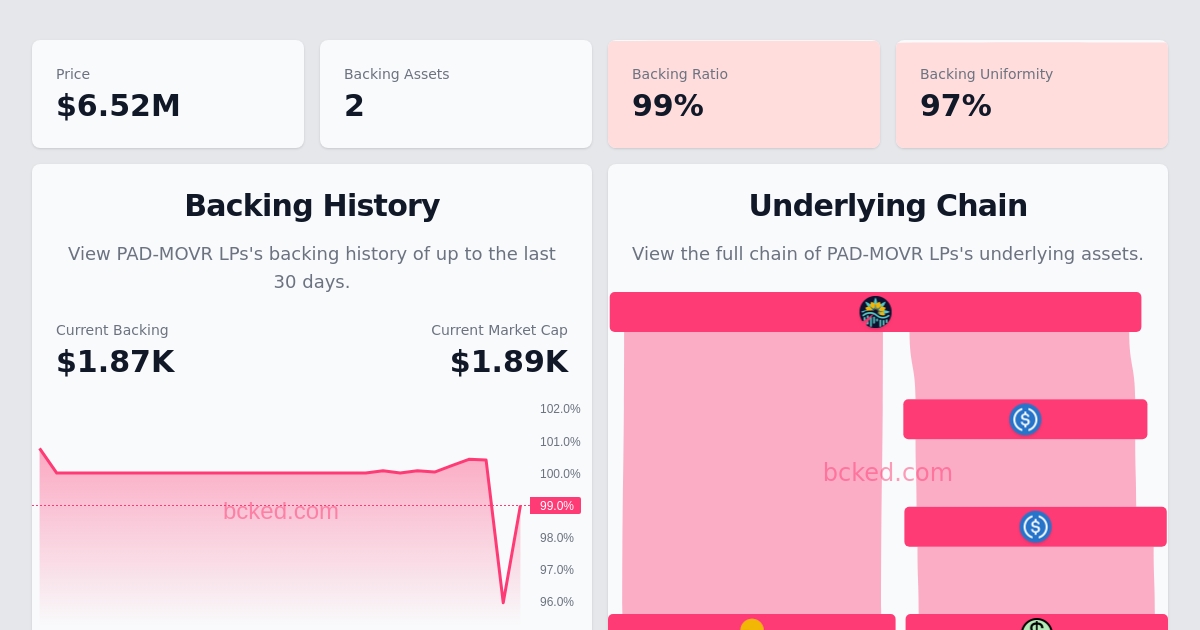 Price
$6.52M
Backing Assets
2
Backing Ratio
99%
Backing Uniformity
97%
Backing History
View PAD-MOVR LPs's backing history of up to the last
30 days.
Current Backing
$1.87K
Current Market Cap
$1.89K
102.0%
101.0%
100.0%
99.0%
98.0%
97.0%
96.0%
bcked.com
Underlying Chain
View the full chain of PAD-MOVR LPs's underlying assets.
bcked.com